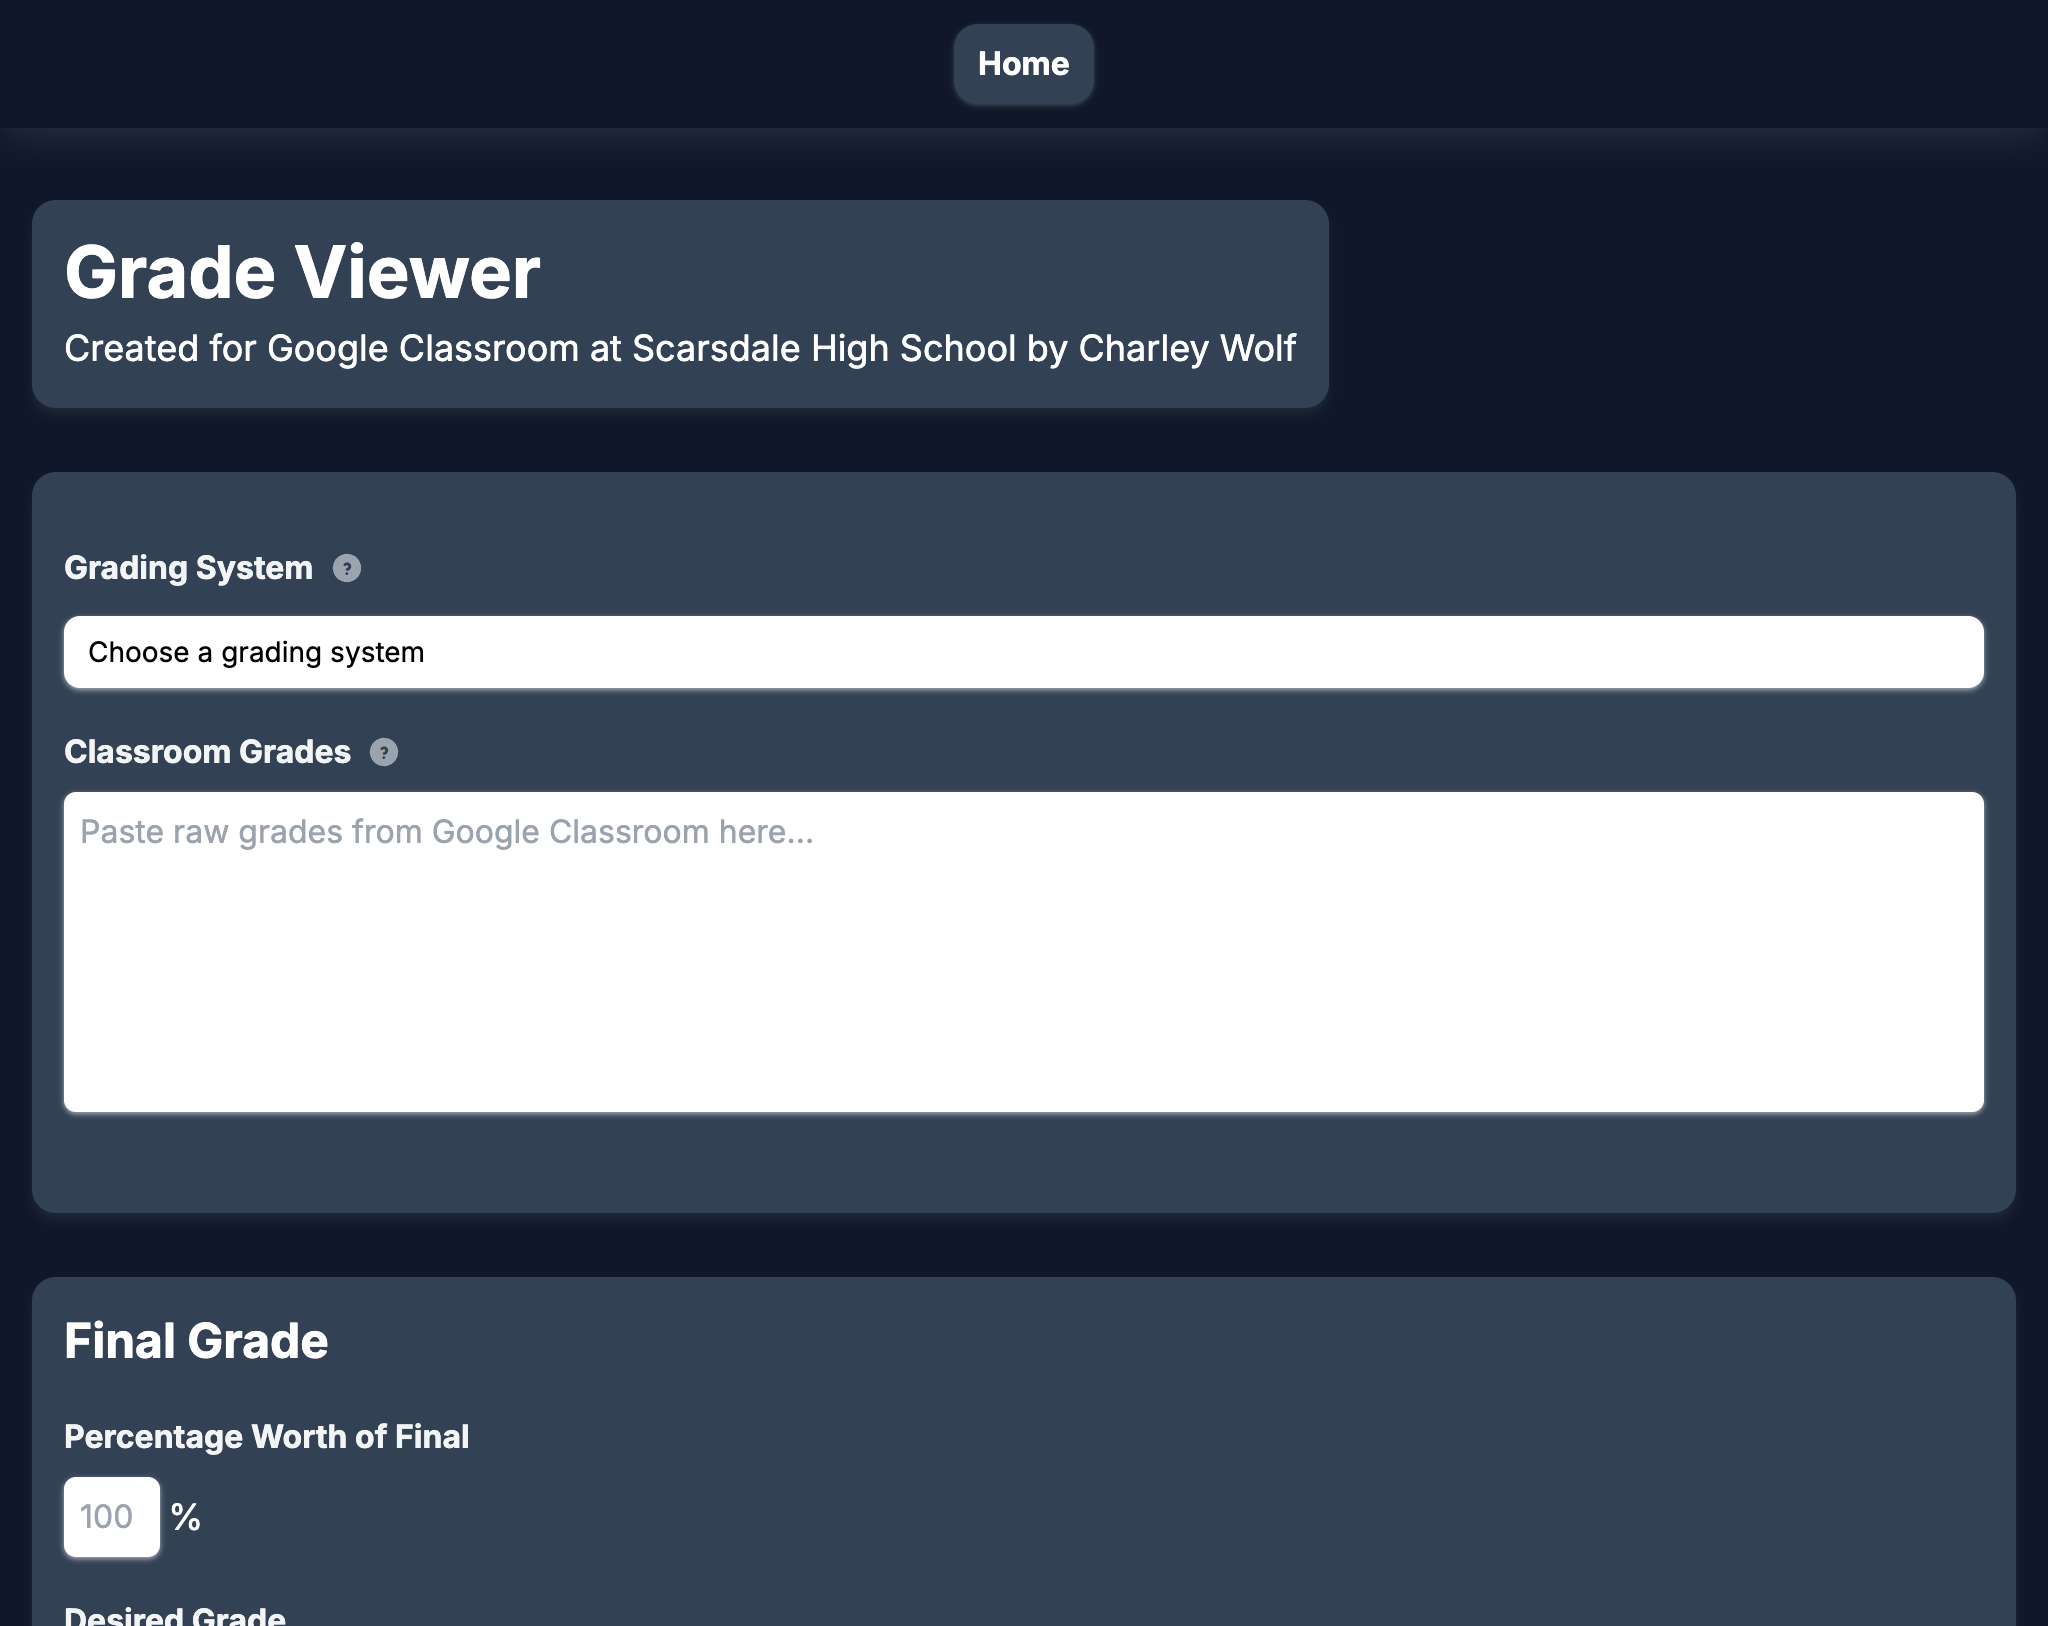 Home
Grade Viewer
Created for Google Classroom at Scarsdale High School by Charley Wolf
Grading System ?
Choose a grading system
Classroom Grades ?
Paste raw grades from Google Classroom here...
Final Grade
Percentage Worth of Final
100 %
Desired Grade